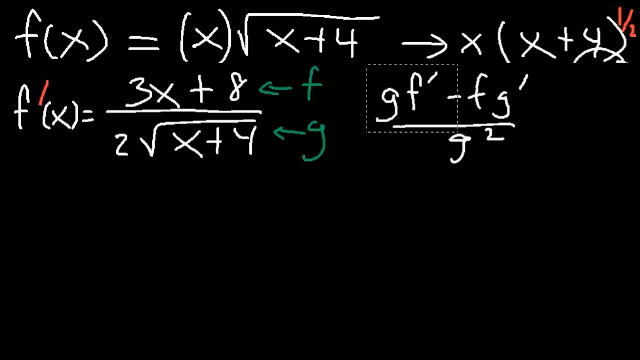 f(x) = (x)√x+4 → x(x+4)^1/2
f'(x) = 3x+8 / 2√x+4 ← f ← g gf' - fg' / g²